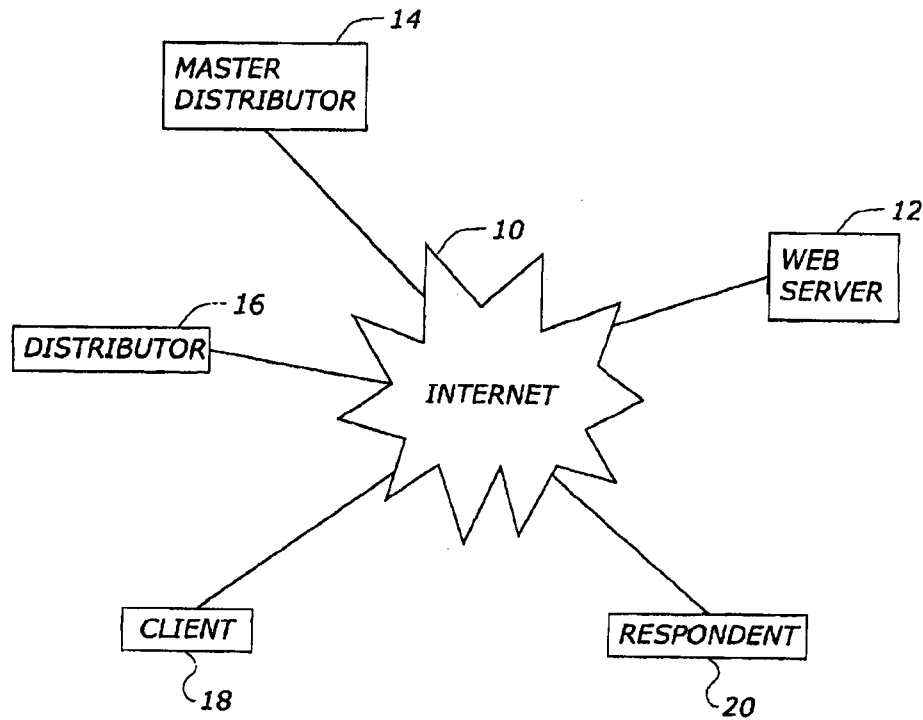 14
MASTER
DISTRIBUTOR
10
12
WEB
SERVER
16
DISTRIBUTOR
INTERNET
CLIENT
RESPONDENT
18
20